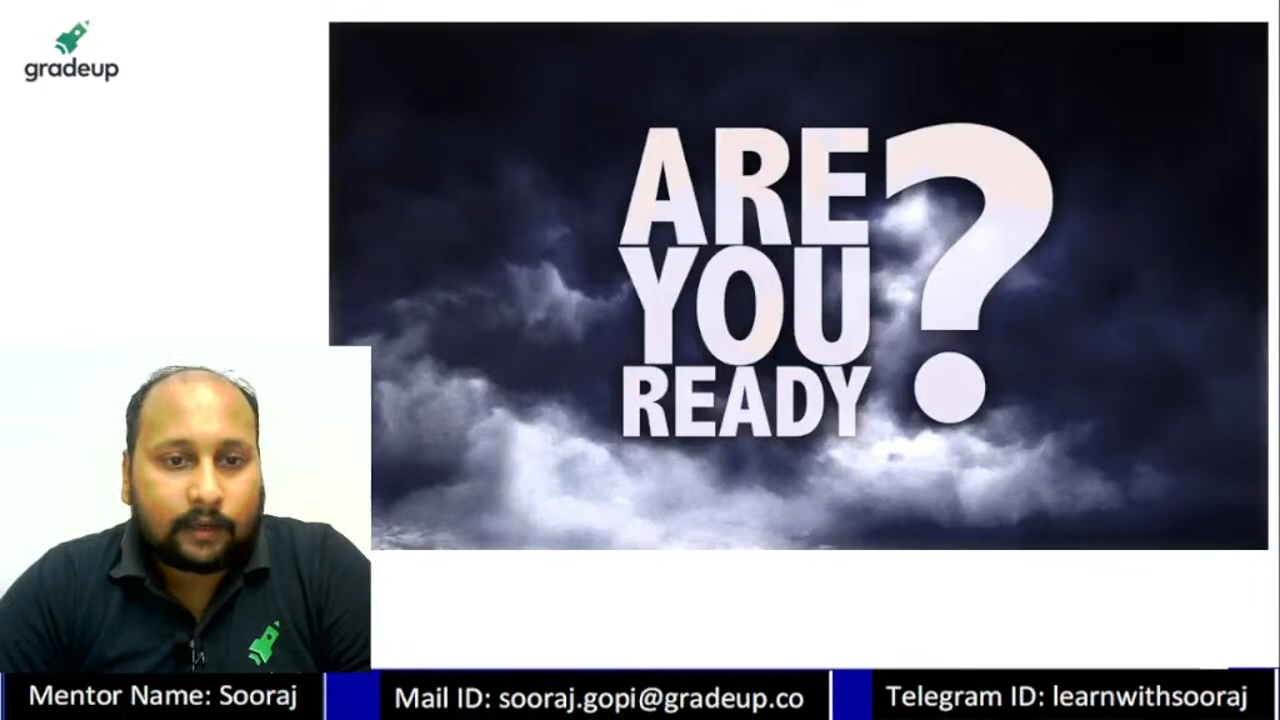 gradeup
ARE
YOU
READY
?
Mentor Name: Sooraj
Mail ID: sooraj.gopi@gradeup.co
Telegram ID: learnwithsooraj